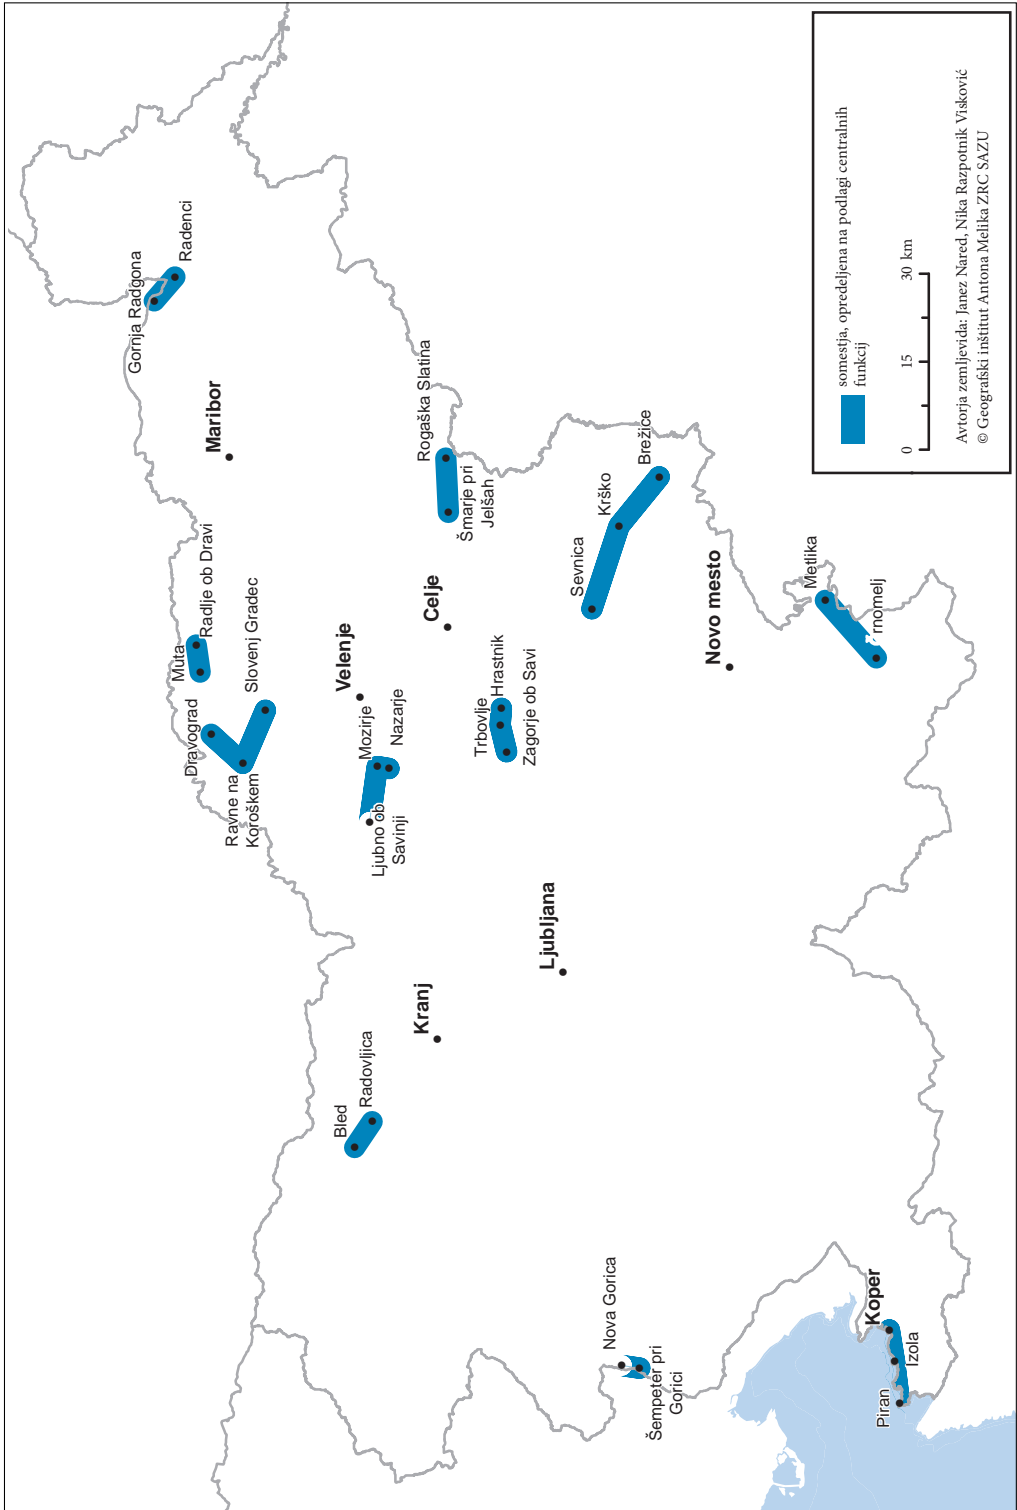 Gornja Radgona
Muta
Radenci
Dravograd
Radlje ob Dravi
Maribor
Ravne na
Koroškem
Slovenj Gradec
Bled
Velenje
Mozirje
Radovljica
Ljubno ob
Savinji
Nazarje
Kranj
Rogaška Slatina
Celje
Šmarje pri
Jelšah
Trbovlje
Hrastnik
Zagorje ob Savi
Ljubljana
Sevnica
Krško
Nova Gorica
Brežice
Šempeter pri
Gorici
Novo mesto
Metlika
Koper
Črnomelj
Piran
Izola
somestja, opredeljena na podlagi centralnih
funkcij
0 15 30 km
Avtorja zemljevida: Janez Nared, Nika Razpotnik Visković
© Geografski inštitut Antona Melika ZRC SAZU